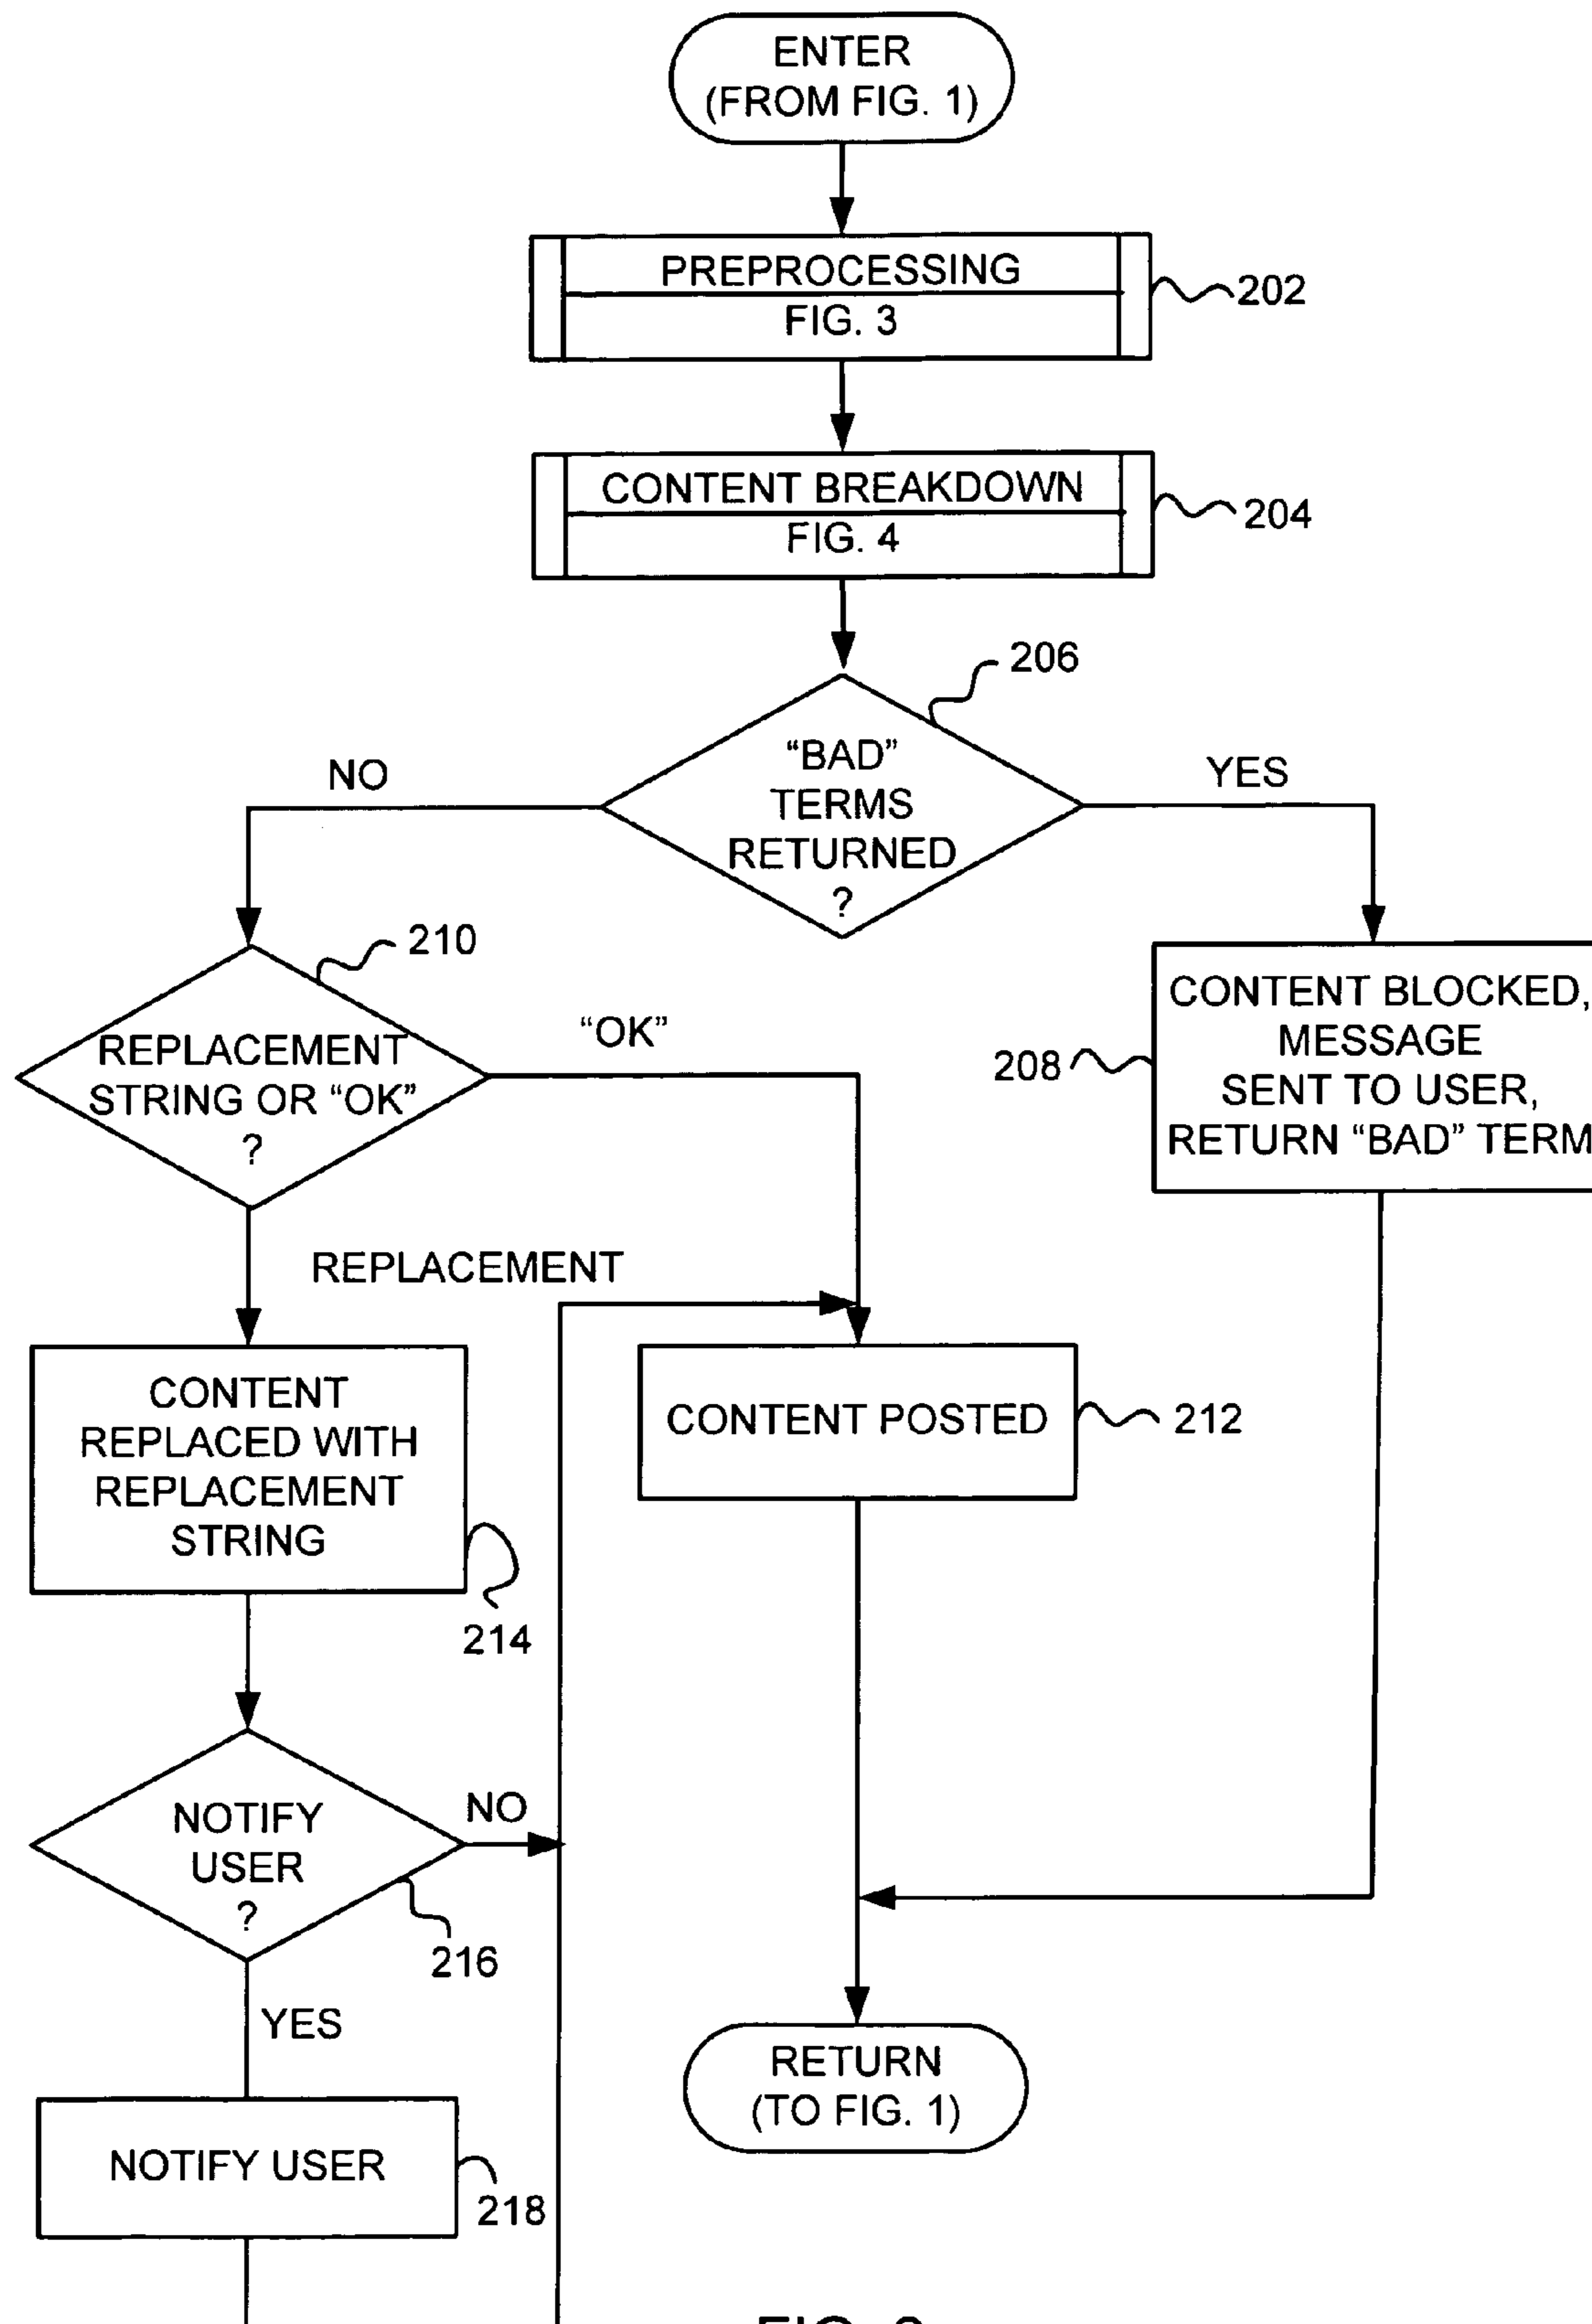 ENTER
(FROM FIG. 1)
PREPROCESSING
FIG. 3
202
CONTENT BREAKDOWN
FIG. 4
204
206
“BAD”
TERMS
RETURNED
?
NO
YES
210
REPLACEMENT
STRING OR “OK”
?
“OK”
CONTENT BLOCKED,
MESSAGE
SENT TO USER,
RETURN “BAD” TERM
208
REPLACEMENT
CONTENT
REPLACED WITH
REPLACEMENT
STRING
214
CONTENT POSTED
212
NOTIFY
USER
?
NO
216
YES
RETURN
(TO FIG. 1)
NOTIFY USER
218
FIG.